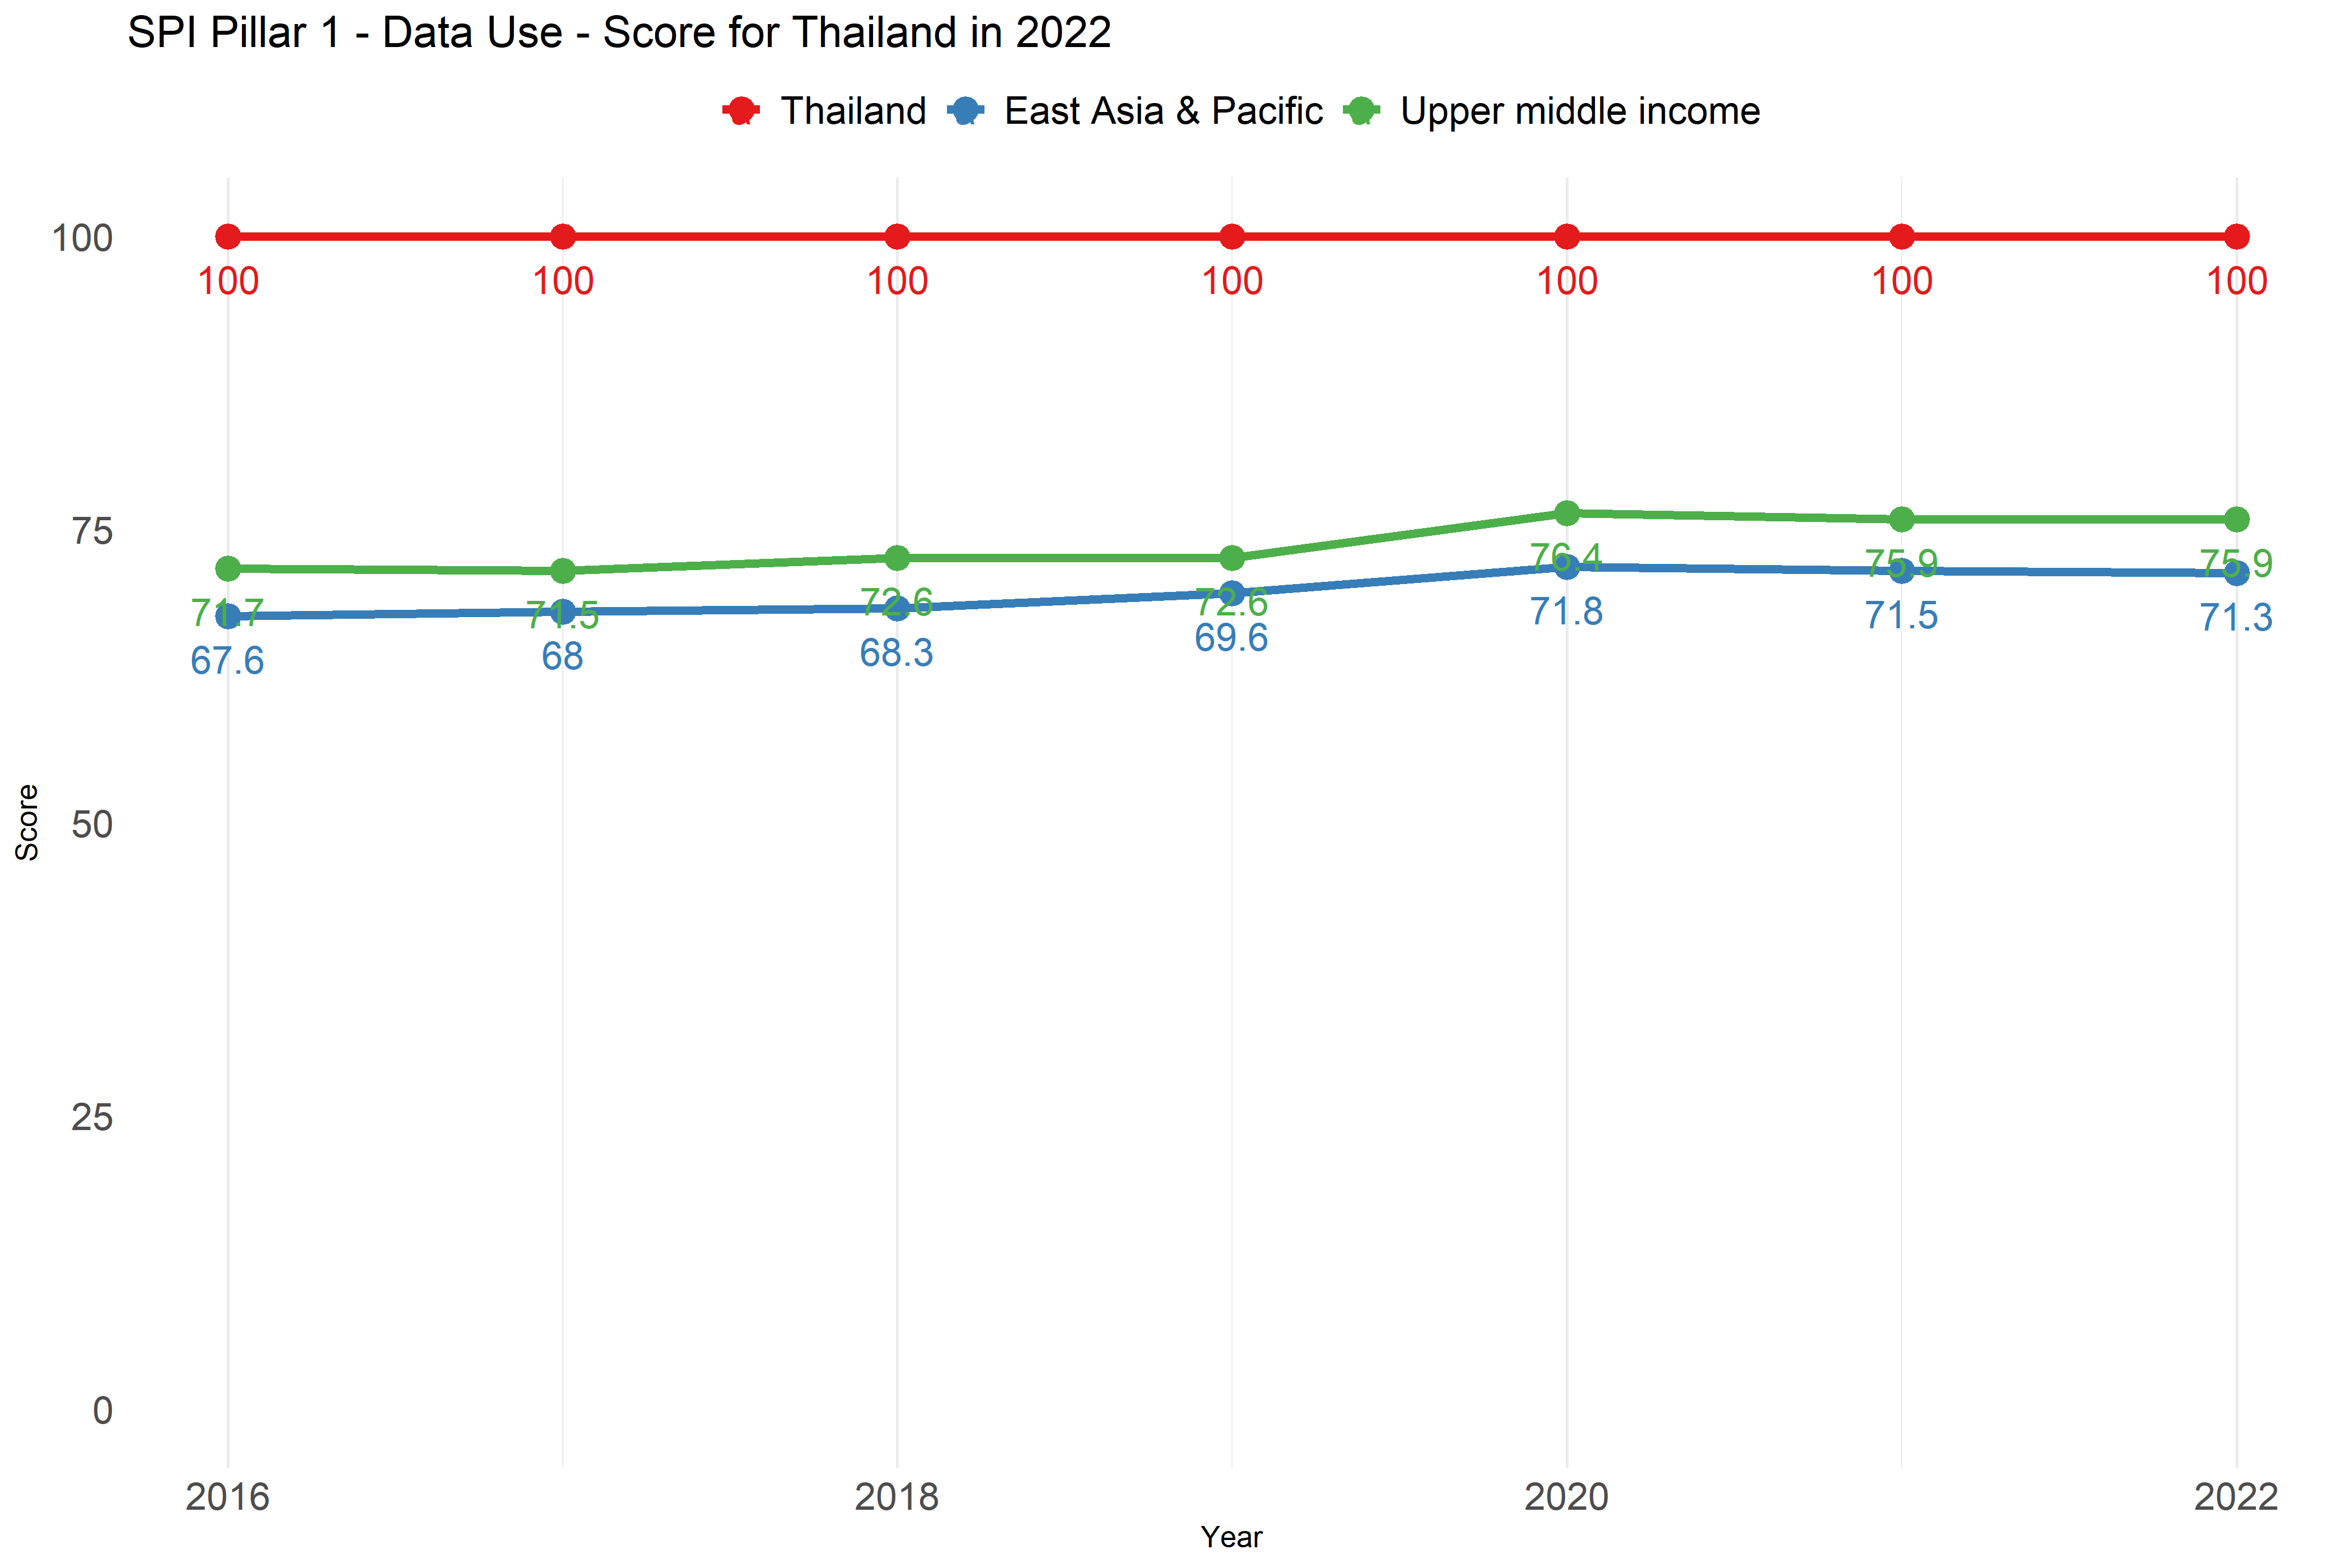 SPI Pillar 1 - Data Use - Score for Thailand in 2022
Thailand East Asia & Pacific Upper middle income
100
100 100 100 100 100 100 100
75
71.7 71.5 72.6 72.6 76.4 75.9 75.9
67.6 68 68.3 69.6 71.8 71.5 71.3
Score
50
25
0
2016 2018 2020 2022
Year